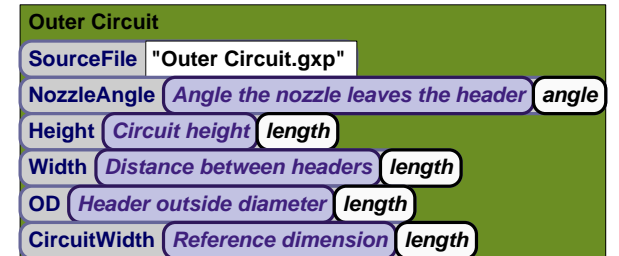 Outer Circuit
SourceFile "Outer Circuit.gxp"
NozzleAngle Angle the nozzle leaves the header angle
Height Circuit height length
Width Distance between headers length
OD Header outside diameter length
CircuitWidth Reference dimension length